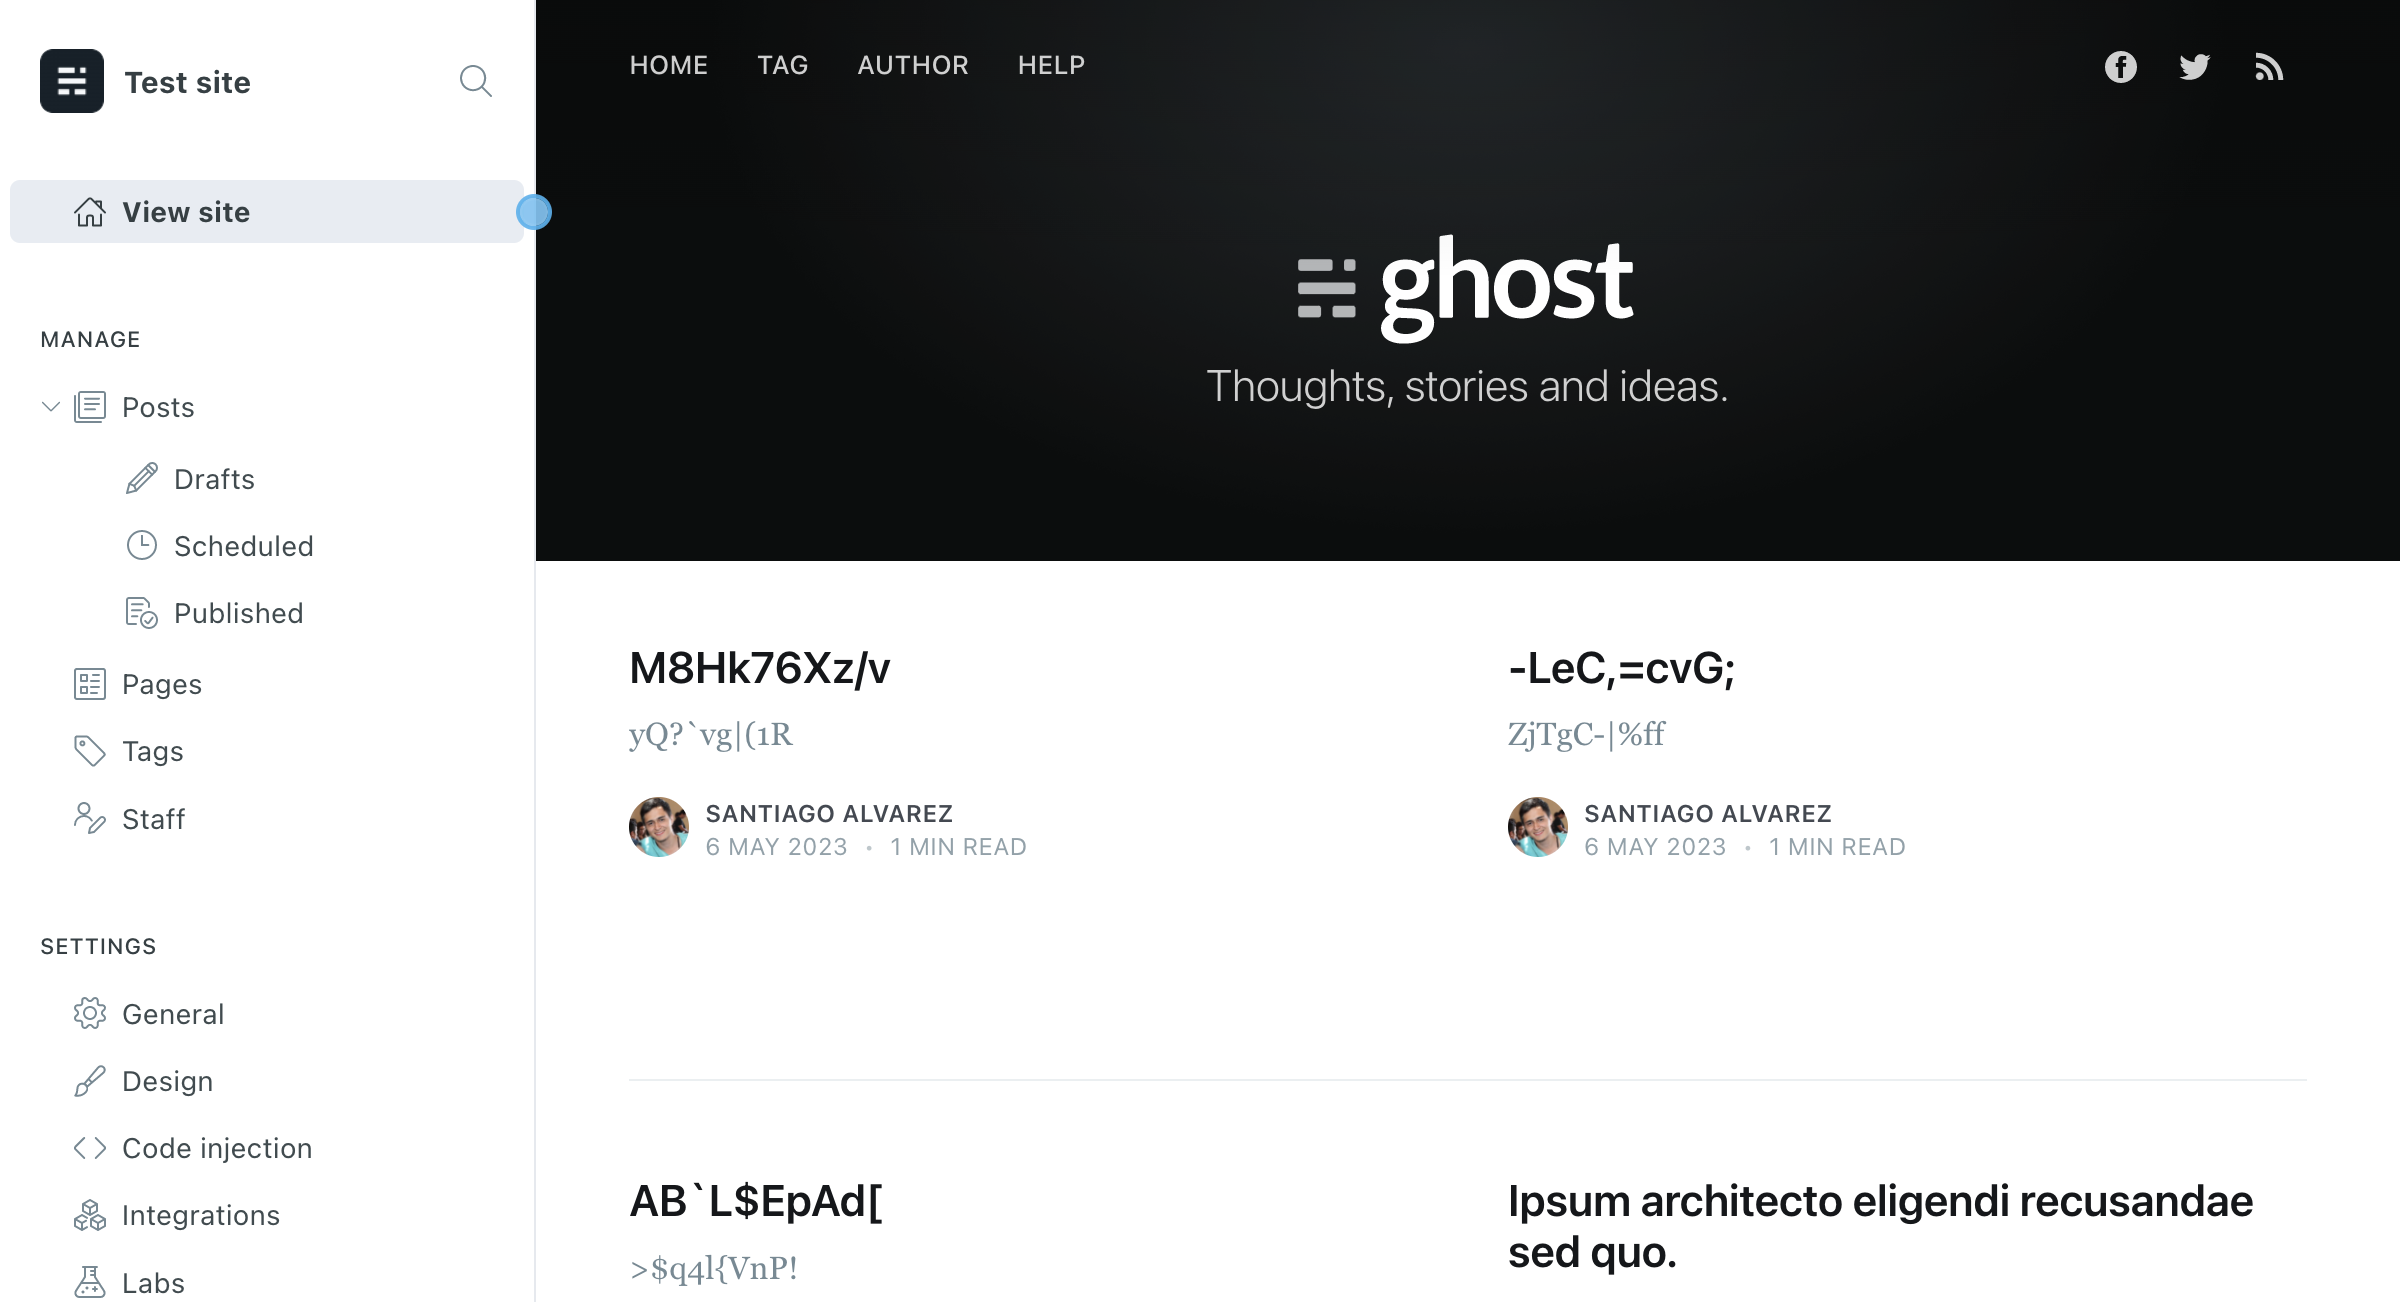 Test site
View site
MANAGE
Posts
Drafts
Scheduled
Published
Pages
Tags
Staff
SETTINGS
General
Design
Code injection
Integrations
Labs
HOME TAG AUTHOR HELP
ghost
Thoughts, stories and ideas.
M8Hk76Xz/v
yQ?`vg|(1R
SANTIAGO ALVAREZ
6 MAY 2023 • 1 MIN READ
-LeC,=cvG;
ZjTgC-|%ff
SANTIAGO ALVAREZ
6 MAY 2023 • 1 MIN READ
AB`L$EpAd[
>$q4l{VnP!
Ipsum architecto eligendi recusandae
sed quo.